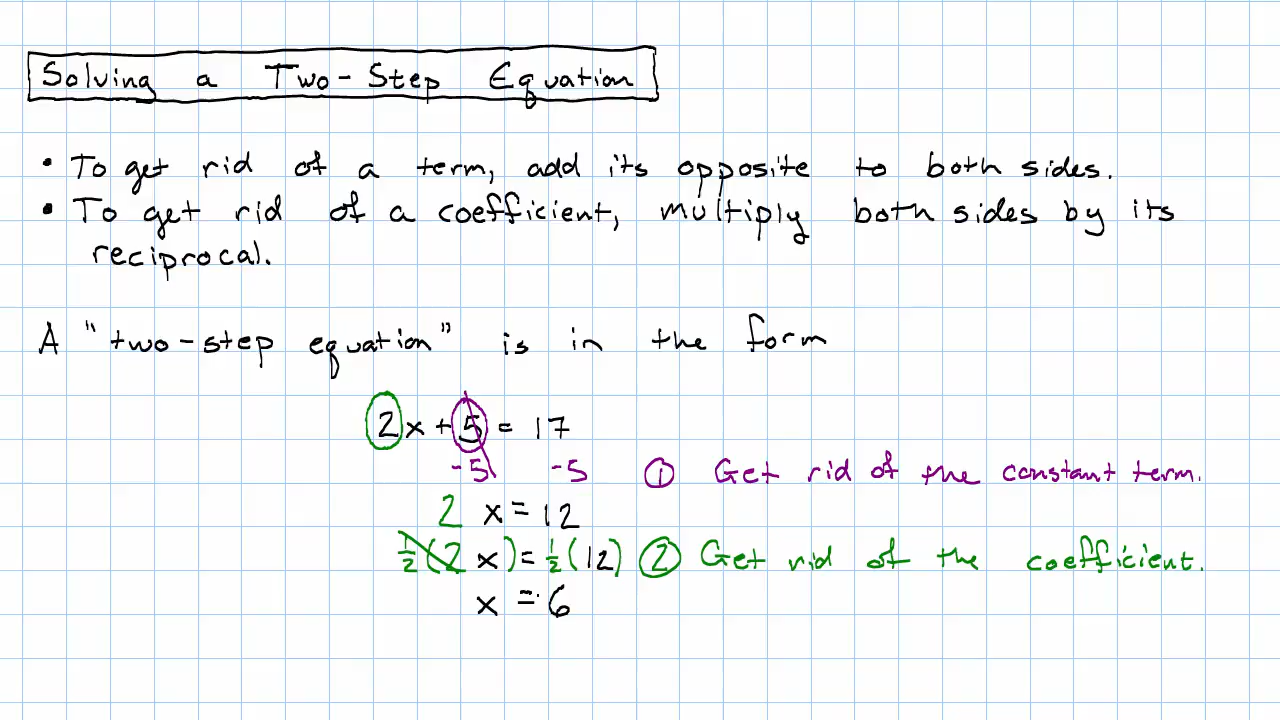 Solving a Two-Step Equation
• To get rid of a term, add its opposite to both sides.
• To get rid of a coefficient, multiply both sides by its
reciprocal.
A "two-step equation" is in the form
2x + 5 = 17
-5 -5 ① Get rid of the constant term.
2 x = 12
½(2 x) = ½(12) ② Get rid of the coefficient.
x = 6